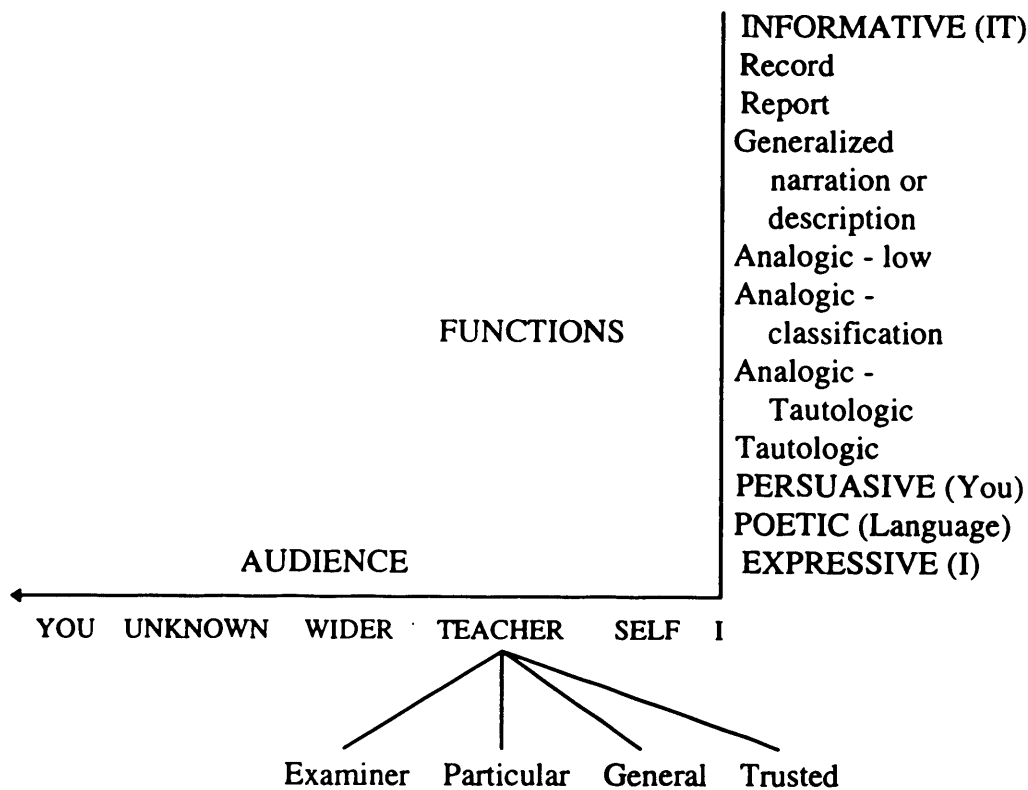 INFORMATIVE (IT)
Record
Report
Generalized
narration or
description
Analogic - low
Analogic -
classification
Analogic -
Tautologic
Tautologic
PERSUASIVE (You)
POETIC (Language)
EXPRESSIVE (I)
FUNCTIONS
AUDIENCE
YOU UNKNOWN WIDER TEACHER SELF I
Examiner Particular General Trusted